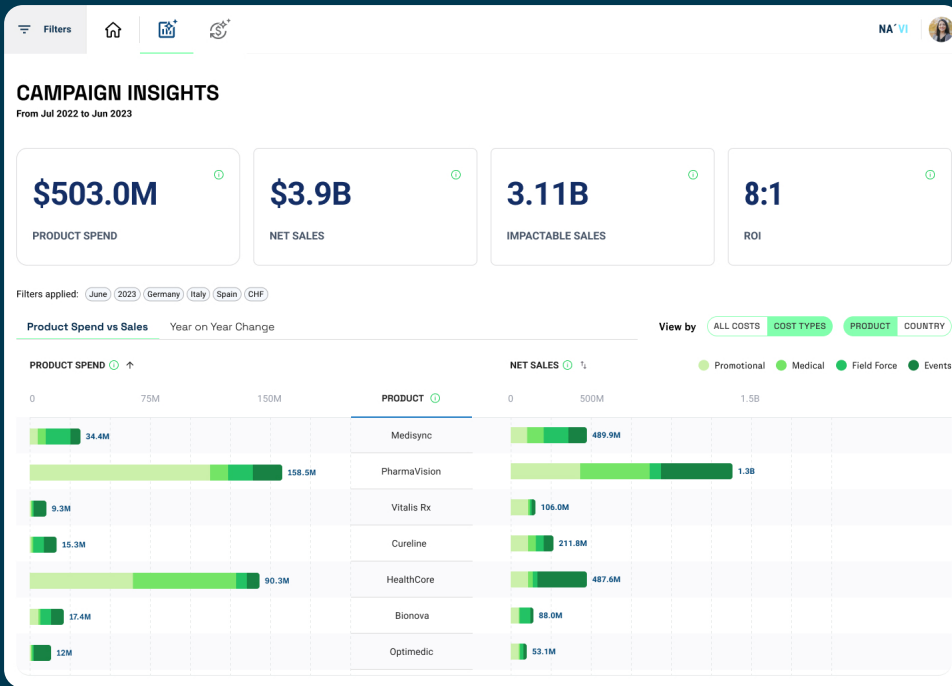 Filters
NA´VI
CAMPAIGN INSIGHTS
From Jul 2022 to Jun 2023
$503.0M
PRODUCT SPEND
$3.9B
NET SALES
3.11B
IMPACTABLE SALES
8:1
ROI
Filters applied: June 2023 Germany Italy Spain CHF
Product Spend vs Sales Year on Year Change View by ALL COSTS COST TYPES PRODUCT COUNTRY
PRODUCT SPEND NET SALES Promotional Medical Field Force Events
0 75M 150M PRODUCT 0 500M 1.5B
34.4M Medisync 489.9M
158.5M PharmaVision 1.3B
9.3M Vitalis Rx 106.0M
15.3M Cureline 211.8M
90.3M HealthCore 487.6M
17.4M Bionova 88.0M
12M Optimedic 53.1M